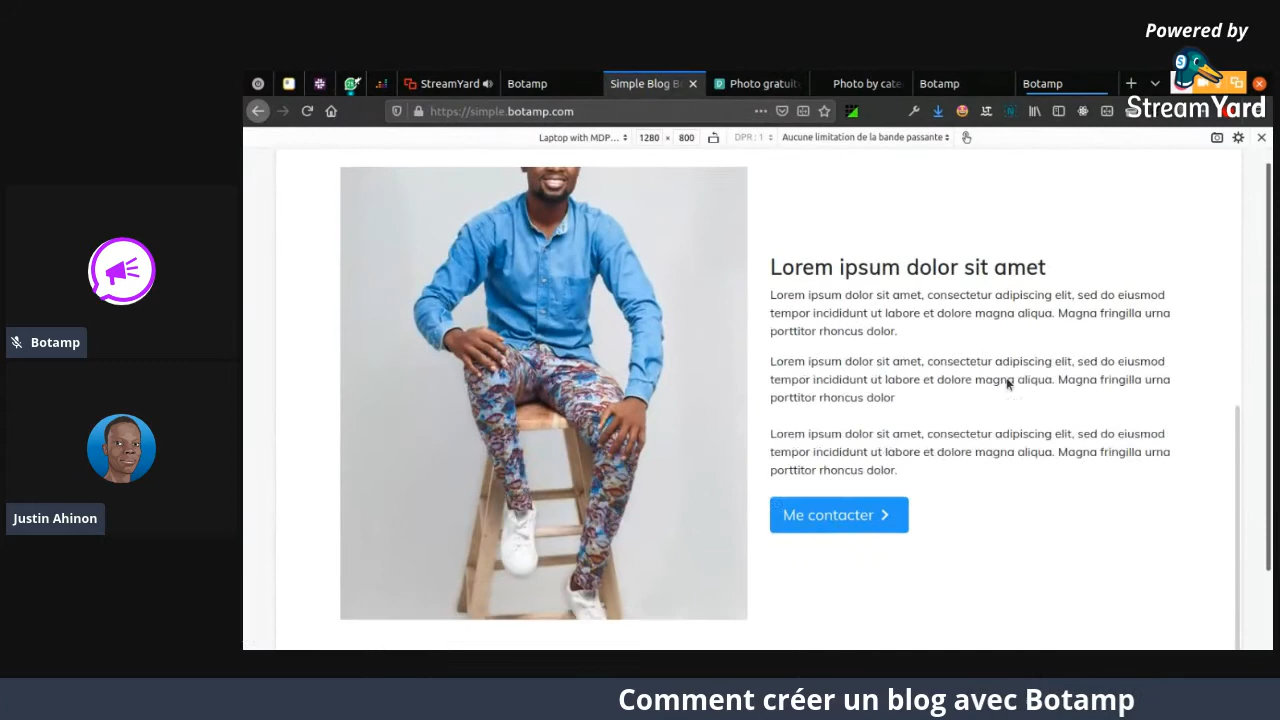 Powered by
StreamYard
StreamYard
Botamp
Simple Blog B
Photo gratuit
Photo by cate
Botamp
Botamp
https://simple.botamp.com
Laptop with MDP...
1280 × 800
DPR : 1
Aucune limitation de la bande passante
Lorem ipsum dolor sit amet
Lorem ipsum dolor sit amet, consectetur adipiscing elit, sed do eiusmod
tempor incididunt ut labore et dolore magna aliqua. Magna fringilla urna
porttitor rhoncus dolor.
Lorem ipsum dolor sit amet, consectetur adipiscing elit, sed do eiusmod
tempor incididunt ut labore et dolore magna aliqua. Magna fringilla urna
porttitor rhoncus dolor
Lorem ipsum dolor sit amet, consectetur adipiscing elit, sed do eiusmod
tempor incididunt ut labore et dolore magna aliqua. Magna fringilla urna
porttitor rhoncus dolor.
Me contacter
Botamp
Justin Ahinon
Comment créer un blog avec Botamp